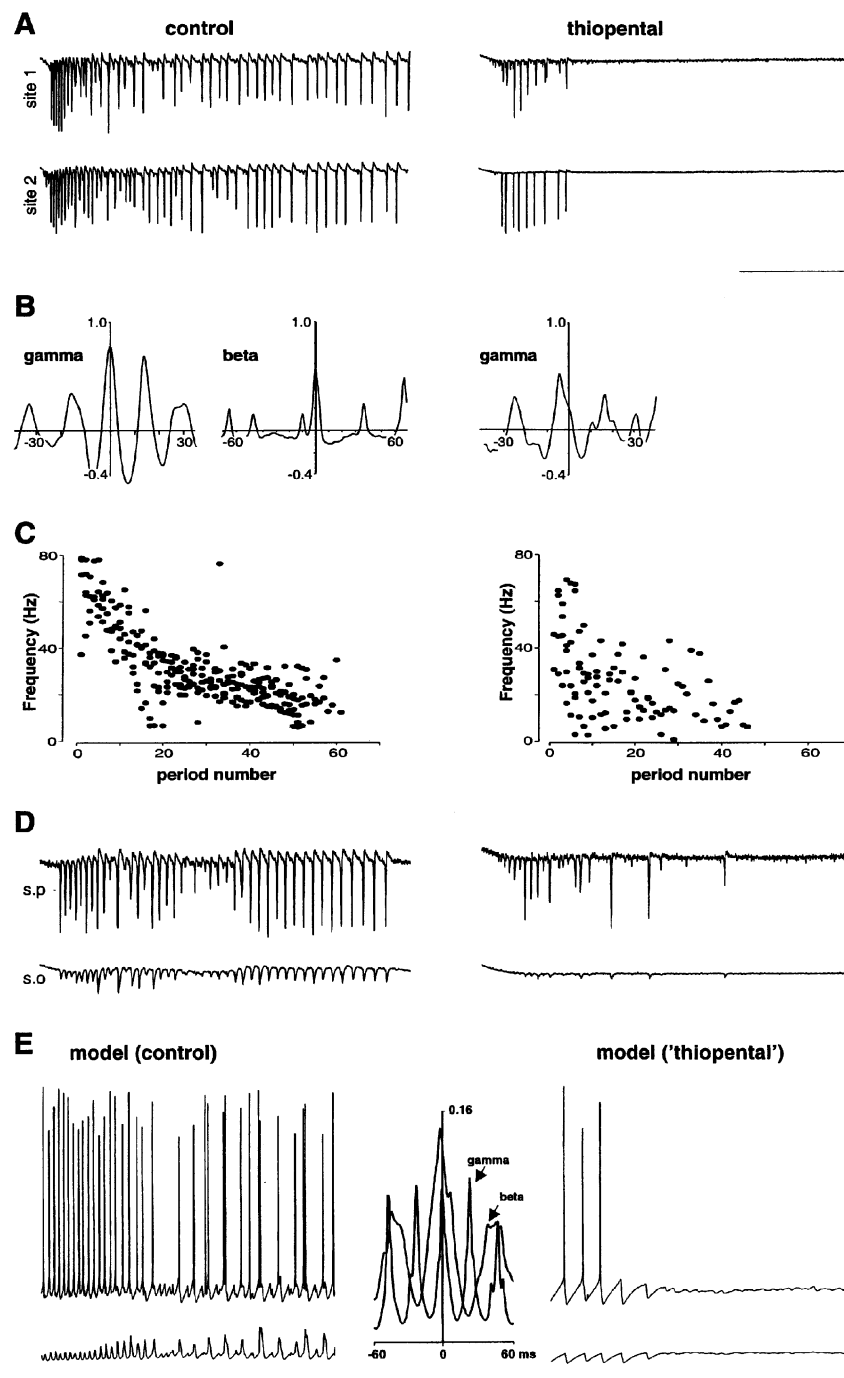 A
control
thiopental
site 1
site 2
B
gamma
1.0
-0.4
-30
30
beta
1.0
-0.4
-60
60
gamma
1.0
-0.4
-30
30
C
Frequency (Hz)
80
40
0
0
20
40
60
period number
Frequency (Hz)
80
40
0
0
20
40
60
period number
D
s.p
s.o
E
model (control)
model ('thiopental')
0.16
gamma
beta
-60
0
60 ms